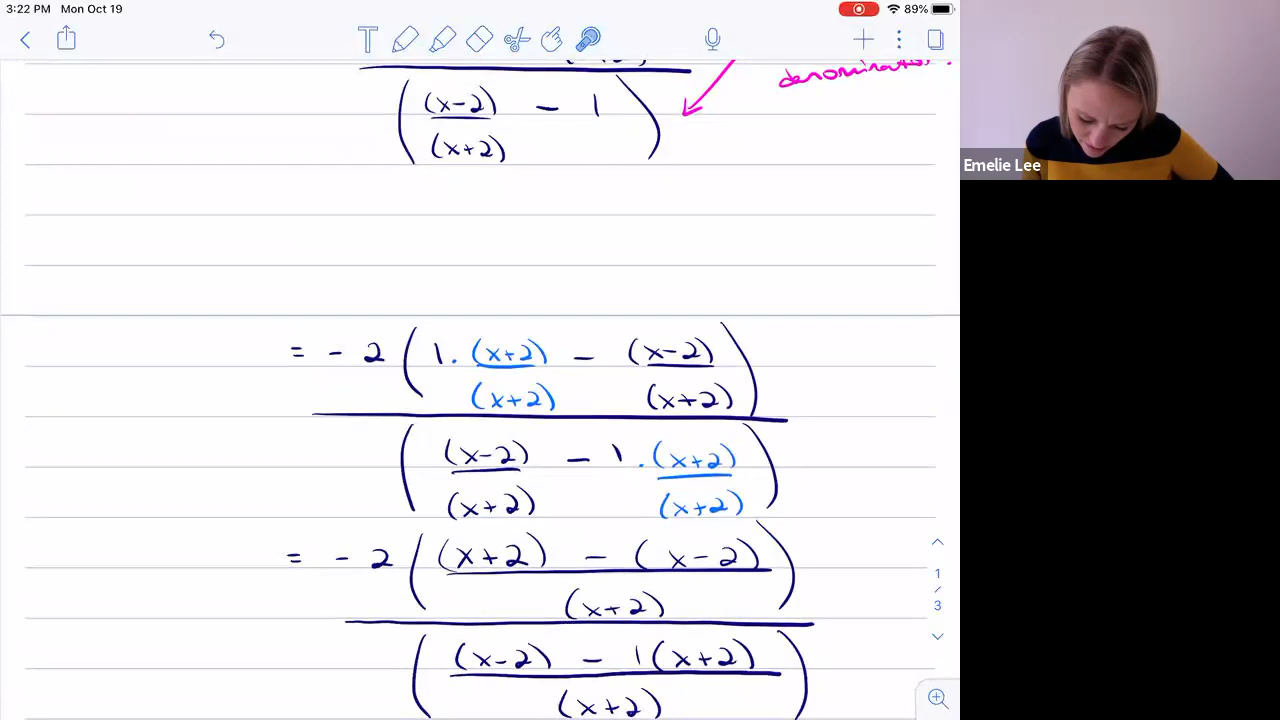 3:22 PM Mon Oct 19
89%
T
denominator
(x-2) - 1
(x+2)
= - 2 ( 1 · (x+2) - (x-2) )
(x+2) (x+2)
( (x-2) - 1 · (x+2) )
(x+2) (x+2)
= - 2 ( (x+2) - (x-2) )
(x+2)
( (x-2) - 1(x+2) )
(x+2)
1
/
3
Emelie Lee